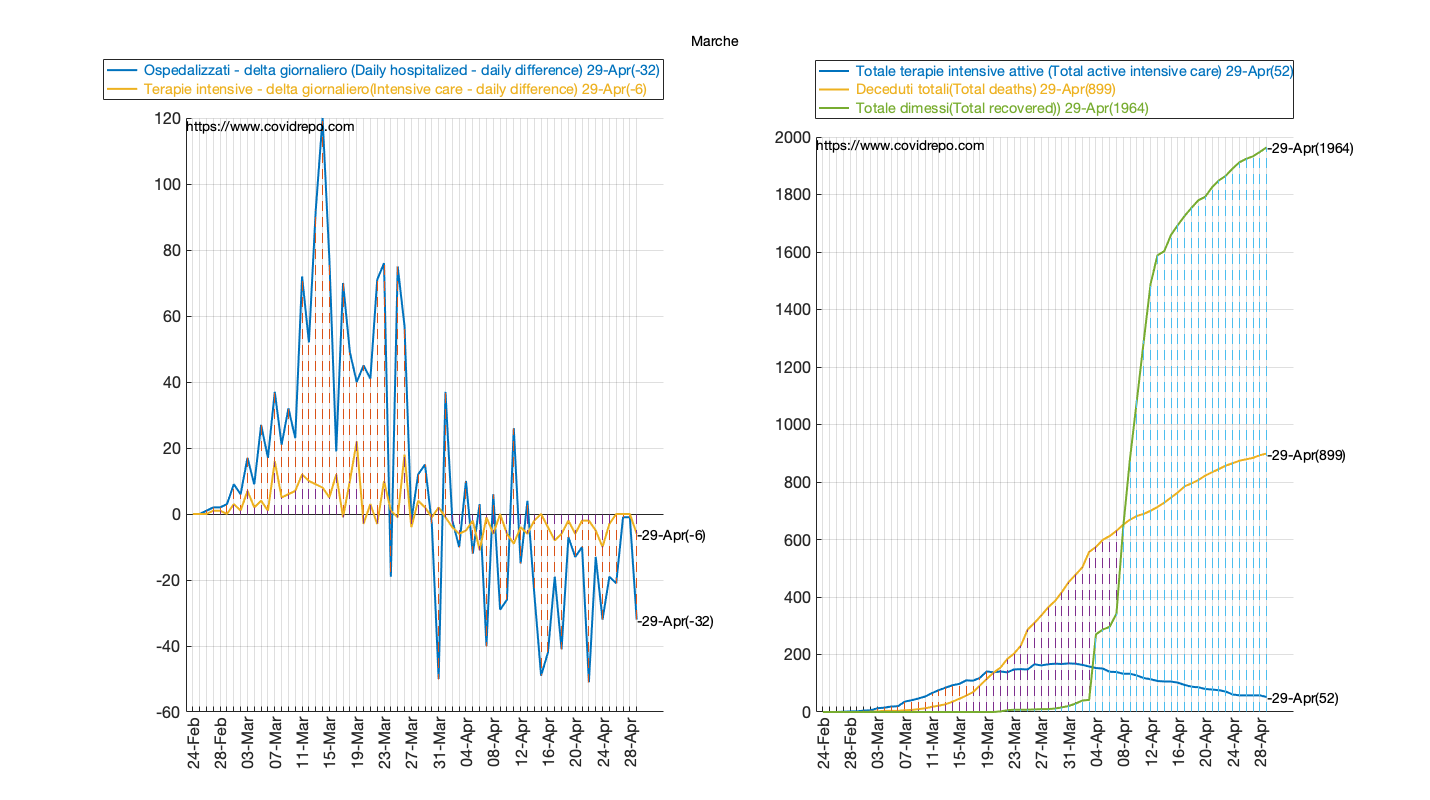 Marche
Ospedalizzati - delta giornaliero (Daily hospitalized - daily difference) 29-Apr(-32)
Terapie intensive - delta giornaliero(Intensive care - daily difference) 29-Apr(-6)
https://www.covidrepo.com
120
100
80
60
40
20
0
-20
-40
-60
-29-Apr(-6)
-29-Apr(-32)
24-Feb
28-Feb
03-Mar
07-Mar
11-Mar
15-Mar
19-Mar
23-Mar
27-Mar
31-Mar
04-Apr
08-Apr
12-Apr
16-Apr
20-Apr
24-Apr
28-Apr
Totale terapie intensive attive (Total active intensive care) 29-Apr(52)
Deceduti totali(Total deaths) 29-Apr(899)
Totale dimessi(Total recovered)) 29-Apr(1964)
https://www.covidrepo.com
2000
1800
1600
1400
1200
1000
800
600
400
200
0
-29-Apr(1964)
-29-Apr(899)
-29-Apr(52)
24-Feb
28-Feb
03-Mar
07-Mar
11-Mar
15-Mar
19-Mar
23-Mar
27-Mar
31-Mar
04-Apr
08-Apr
12-Apr
16-Apr
20-Apr
24-Apr
28-Apr